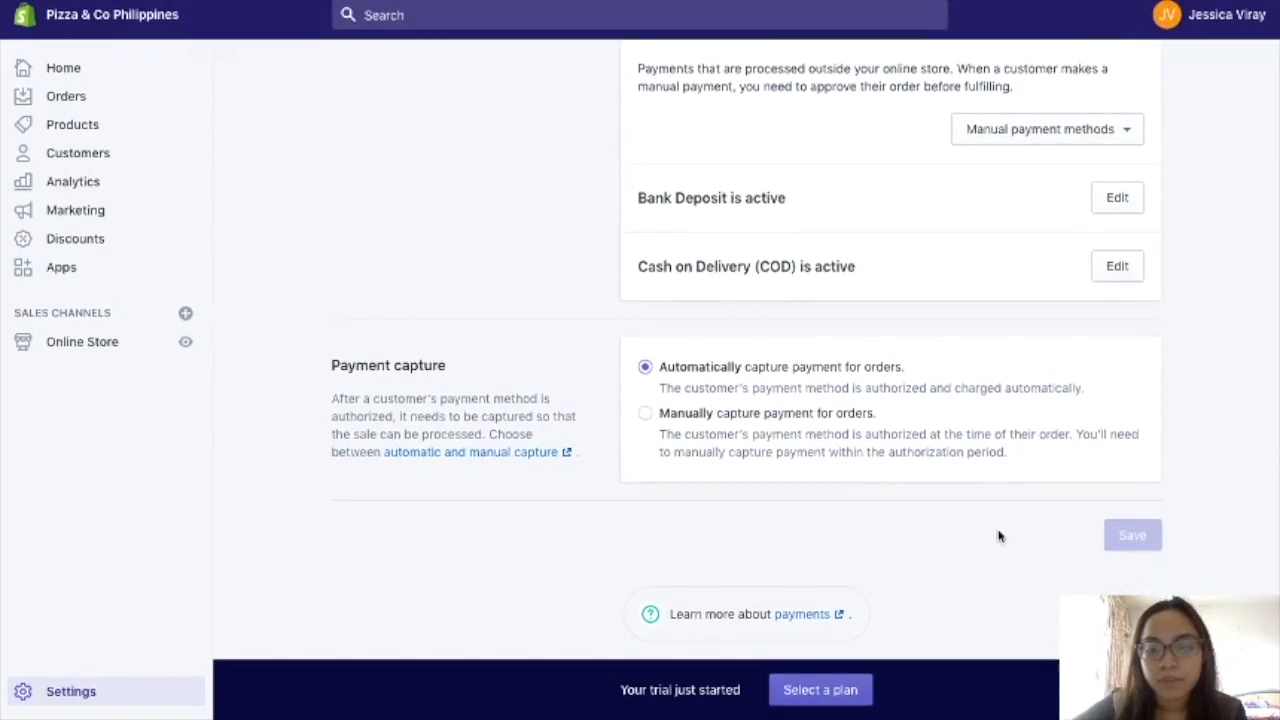 Pizza & Co Philippines
Search
JV
Jessica Viray
Home
Orders
Products
Customers
Analytics
Marketing
Discounts
Apps
SALES CHANNELS
Online Store
Settings
Payments that are processed outside your online store. When a customer makes a
manual payment, you need to approve their order before fulfilling.
Manual payment methods
Bank Deposit is active
Edit
Cash on Delivery (COD) is active
Edit
Payment capture
After a customer's payment method is
authorized, it needs to be captured so that
the sale can be processed. Choose
between automatic and manual capture .
Automatically capture payment for orders.
The customer's payment method is authorized and charged automatically.
Manually capture payment for orders.
The customer's payment method is authorized at the time of their order. You'll need
to manually capture payment within the authorization period.
Save
Learn more about payments .
Your trial just started
Select a plan